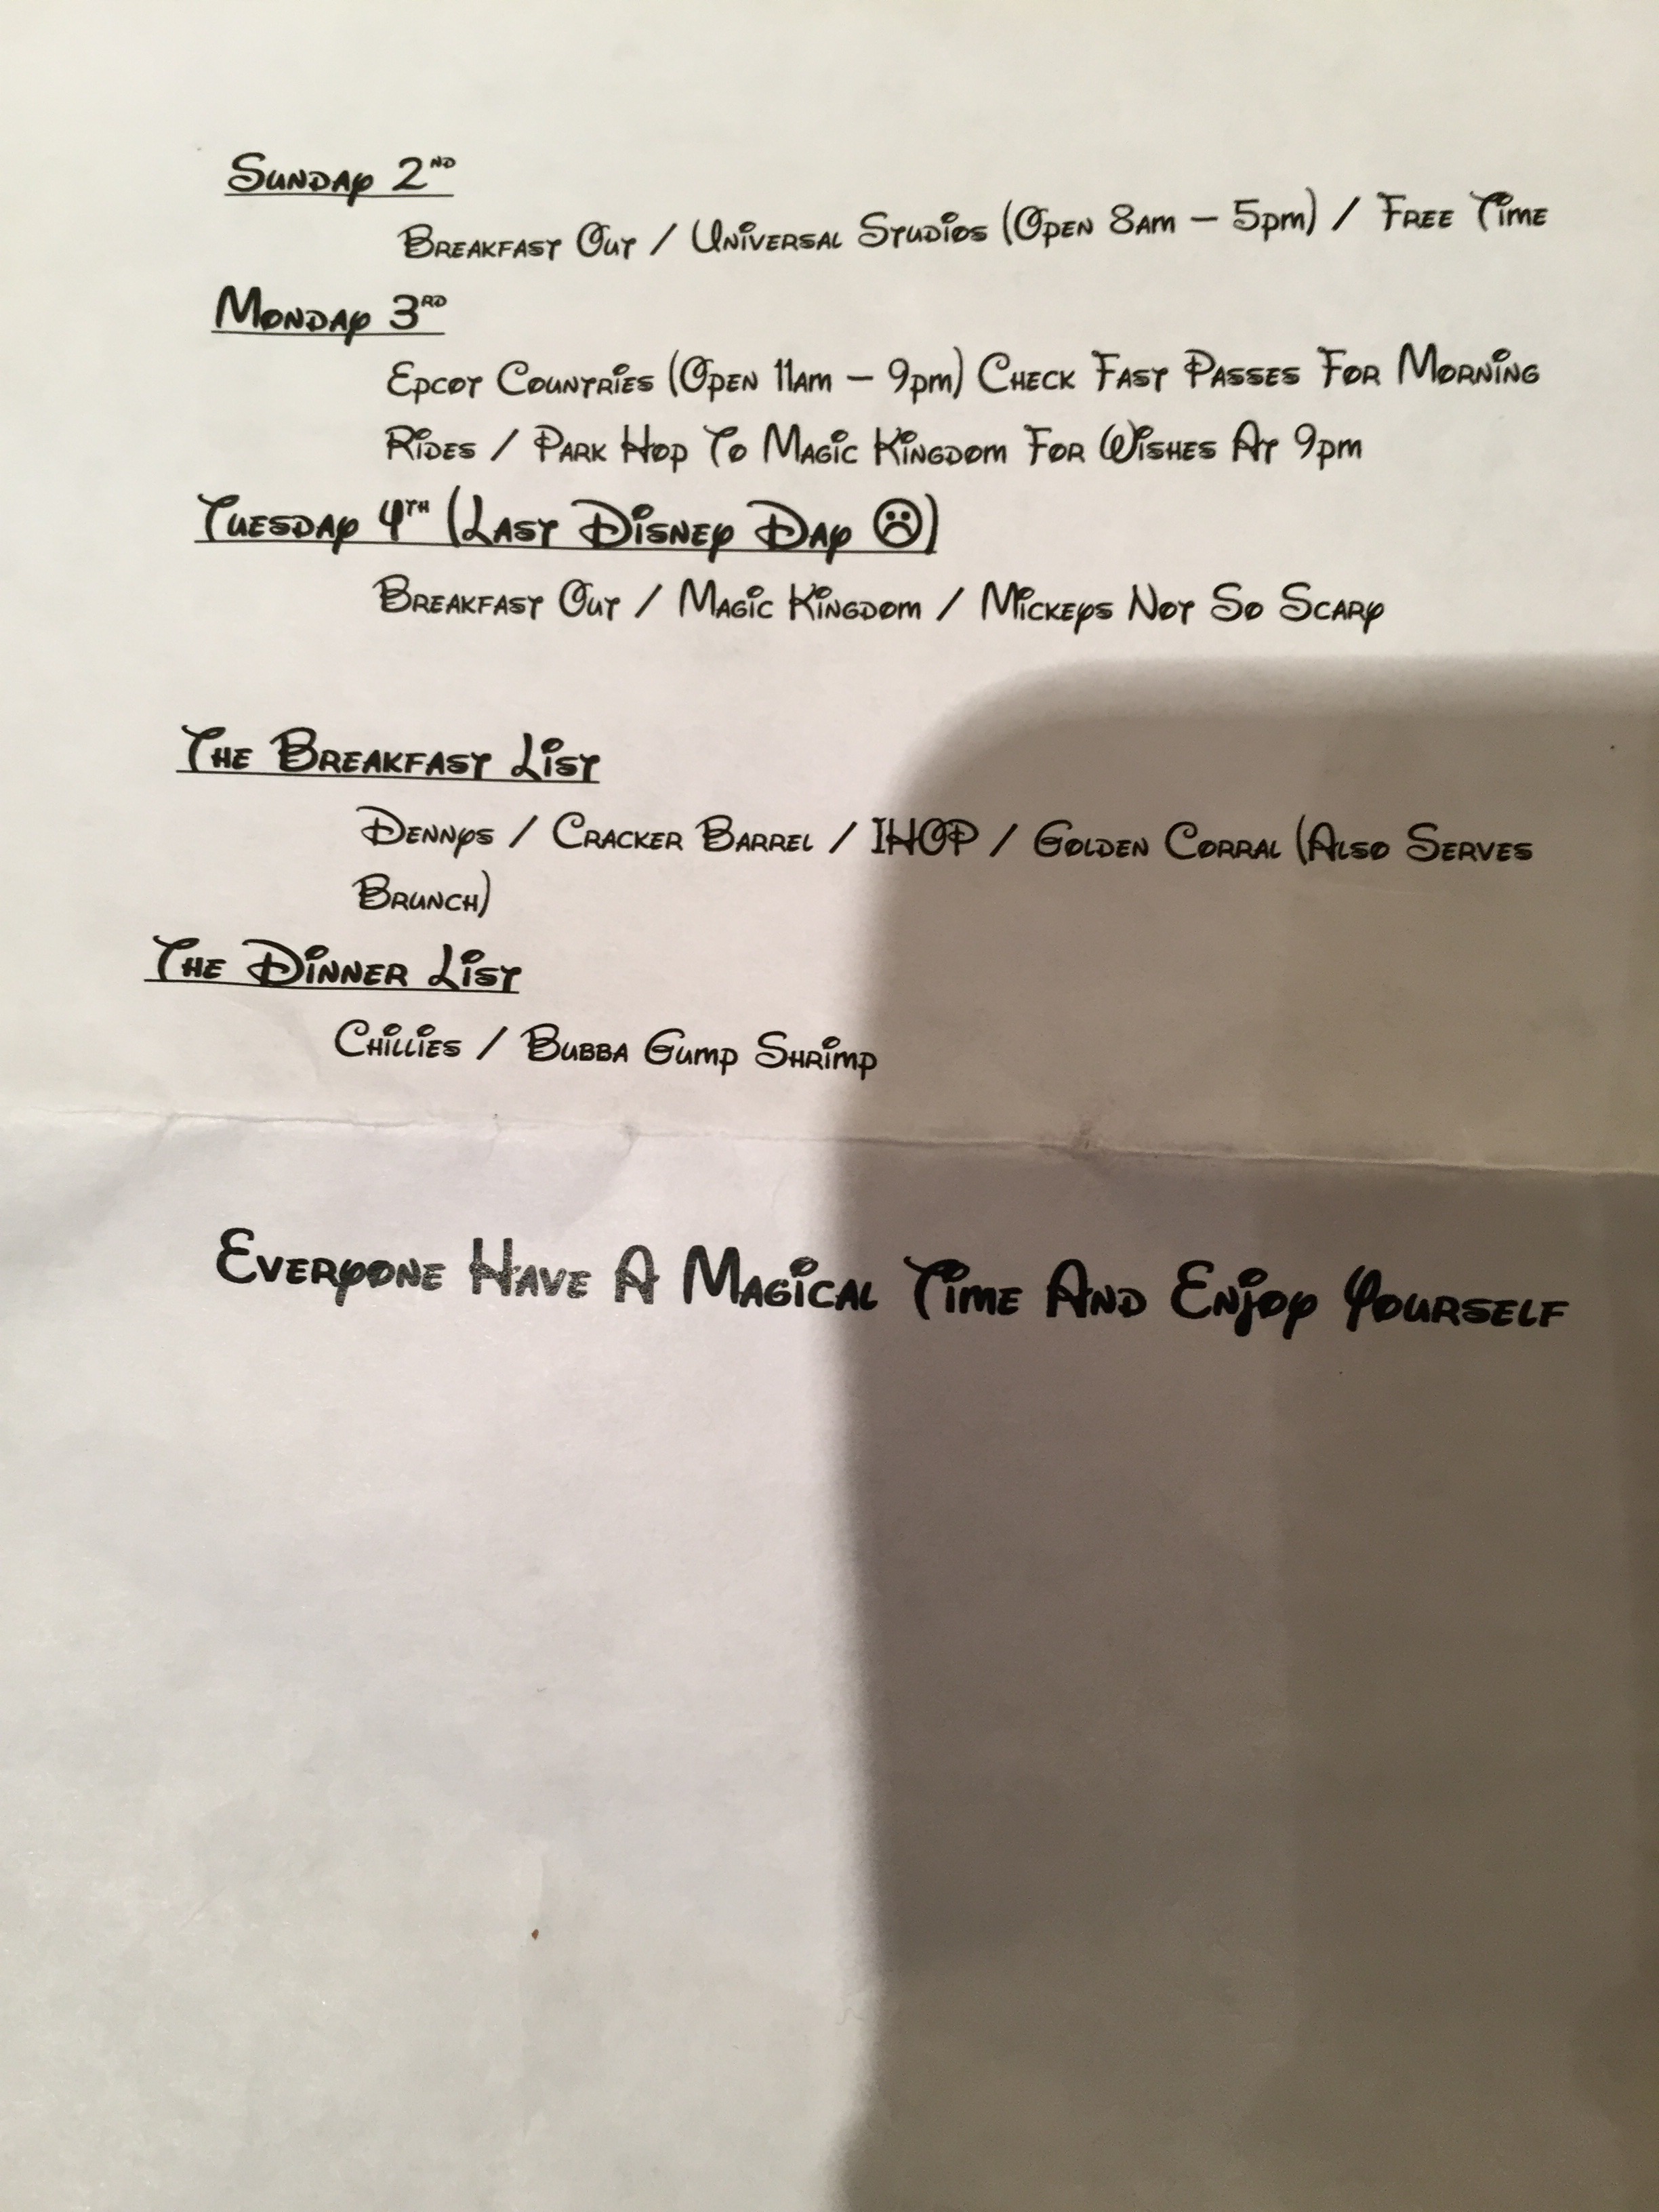 Sunday 2nd
Breakfast Out / Universal Studios (Open 8am – 5pm) / Free Time
Monday 3rd
Epcot Countries (Open 11am – 9pm) Check Fast Passes For Morning
Rides / Park Hop To Magic Kingdom For Wishes At 9pm
Tuesday 4th (Last Disney Day ☹)
Breakfast Out / Magic Kingdom / Mickeys Not So Scary
The Breakfast List
Dennys / Cracker Barrel / IHOP / Golden Corral (Also Serves
Brunch)
The Dinner List
Chillies / Bubba Gump Shrimp
Everyone Have A Magical Time And Enjoy Yourself